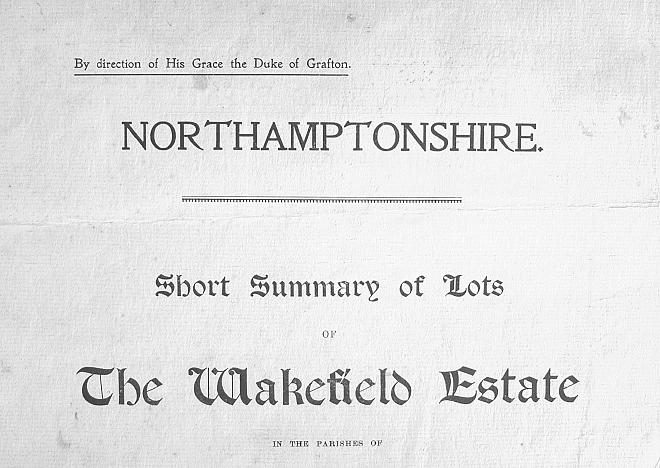 By direction of His Grace the Duke of Grafton.
NORTHAMPTONSHIRE.
Short Summary of Lots
OF
The Wakefield Estate
IN THE PARISHES OF